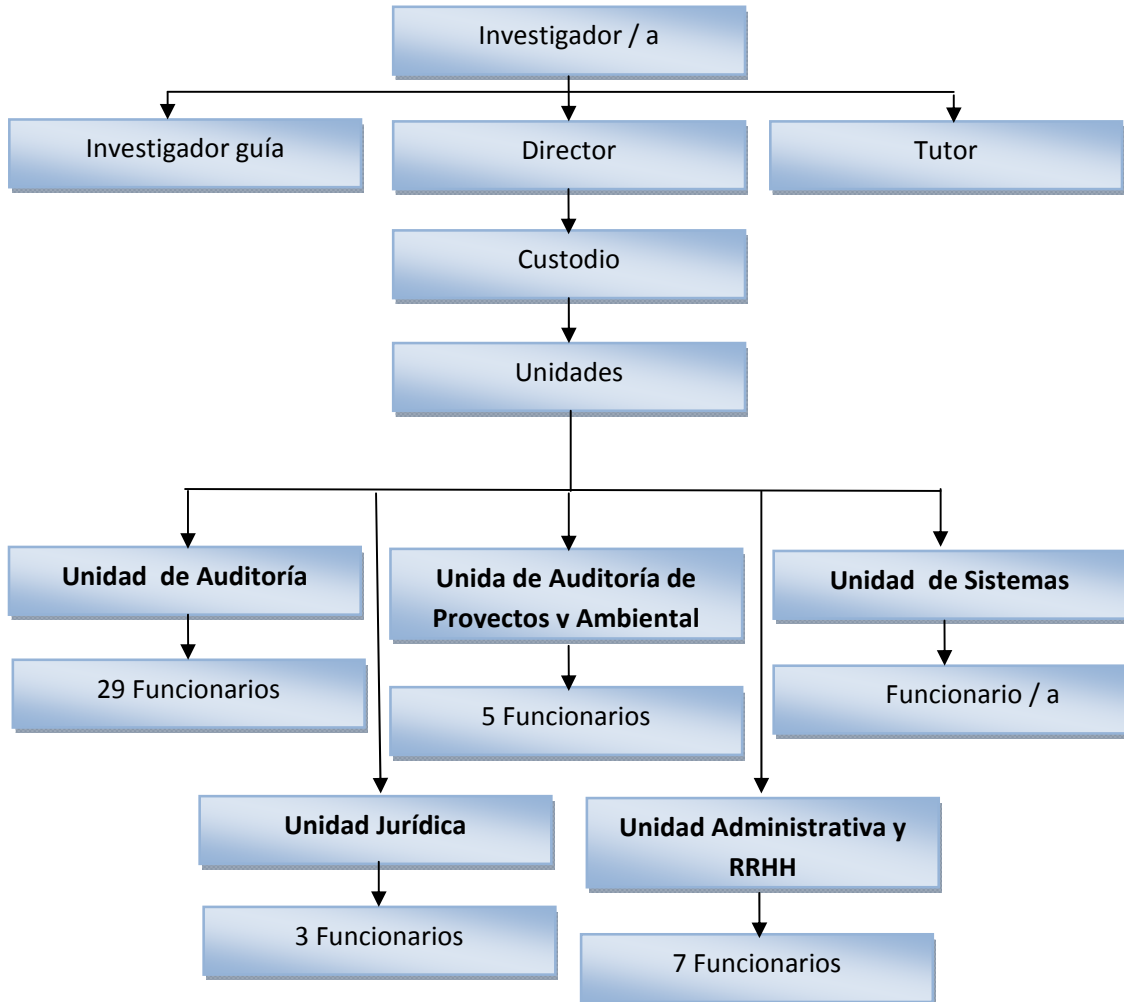 Investigador / a
Investigador guía
Director
Tutor
Custodio
Unidades
Unidad de Auditoría
Unida de Auditoría de
Proyectos y Ambiental
Unidad de Sistemas
29 Funcionarios
5 Funcionarios
Funcionario / a
Unidad Jurídica
Unidad Administrativa y
RRHH
3 Funcionarios
7 Funcionarios